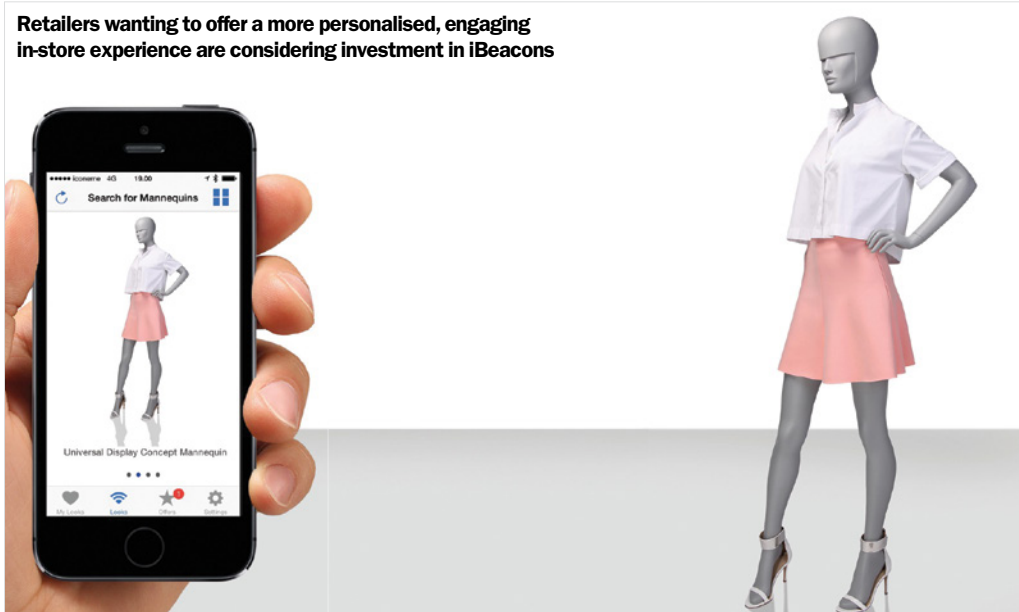 Retailers wanting to offer a more personalised, engaging
in-store experience are considering investment in iBeacons
iconeme 4G 18.00
Search for Mannequins
Universal Display Concept Mannequin
1
My Looks Looks Offers Settings